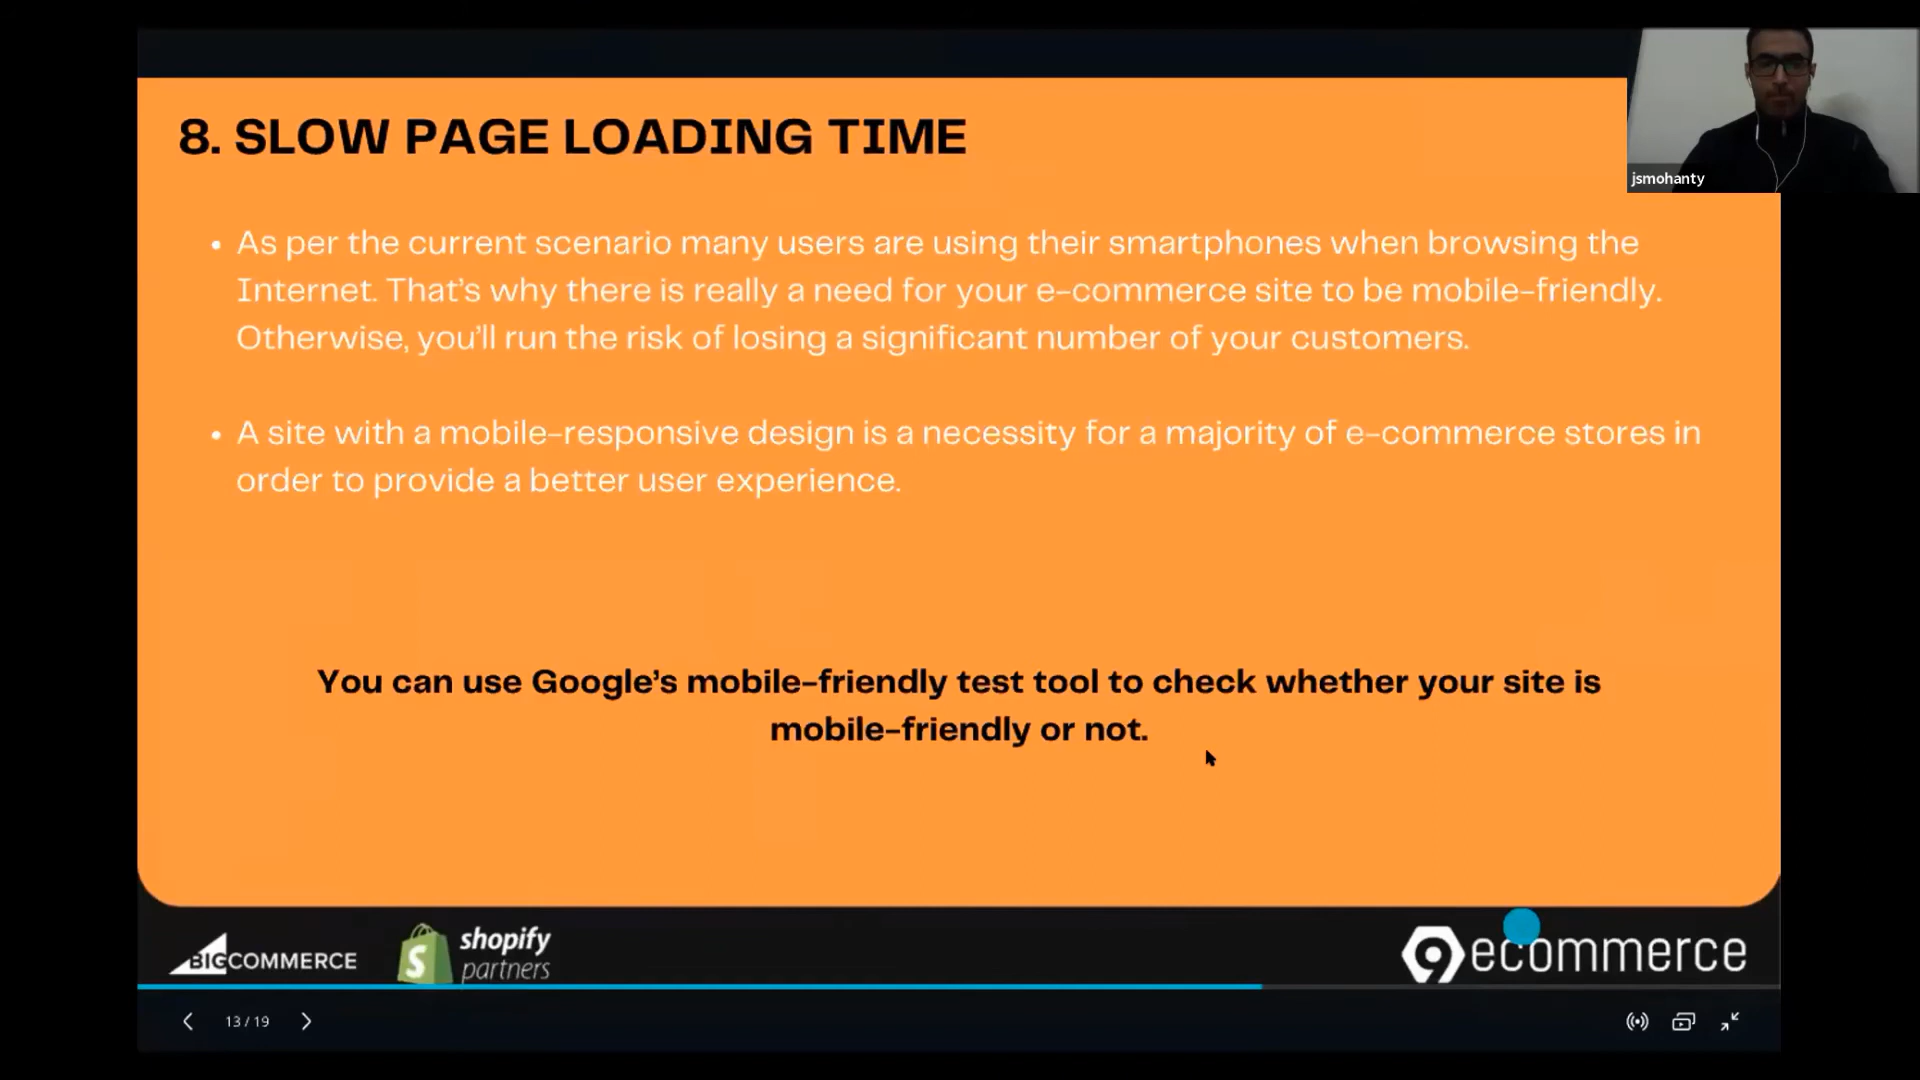 8. SLOW PAGE LOADING TIME
jsmohanty
• As per the current scenario many users are using their smartphones when browsing the
Internet. That's why there is really a need for your e-commerce site to be mobile-friendly.
Otherwise, you'll run the risk of losing a significant number of your customers.
• A site with a mobile-responsive design is a necessity for a majority of e-commerce stores in
order to provide a better user experience.
You can use Google's mobile-friendly test tool to check whether your site is
mobile-friendly or not.
BIGCOMMERCE
shopify
partners
9ecommerce
13 / 19